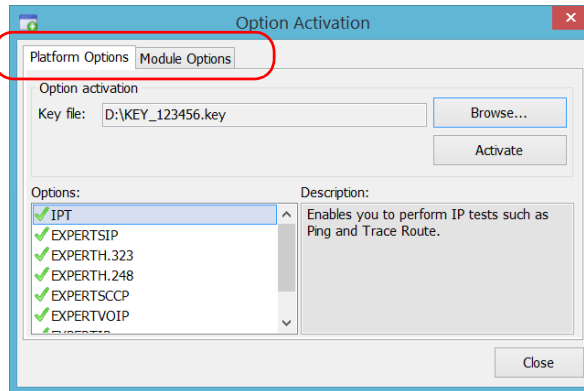 Option Activation
Platform Options Module Options
Option activation
Key file: D:\KEY_123456.key Browse...
Activate
Options:
IPT
EXPERTSIP
EXPERTH.323
EXPERTH.248
EXPERTSCCP
EXPERTVOIP
Description:
Enables you to perform IP tests such as
Ping and Trace Route.
Close